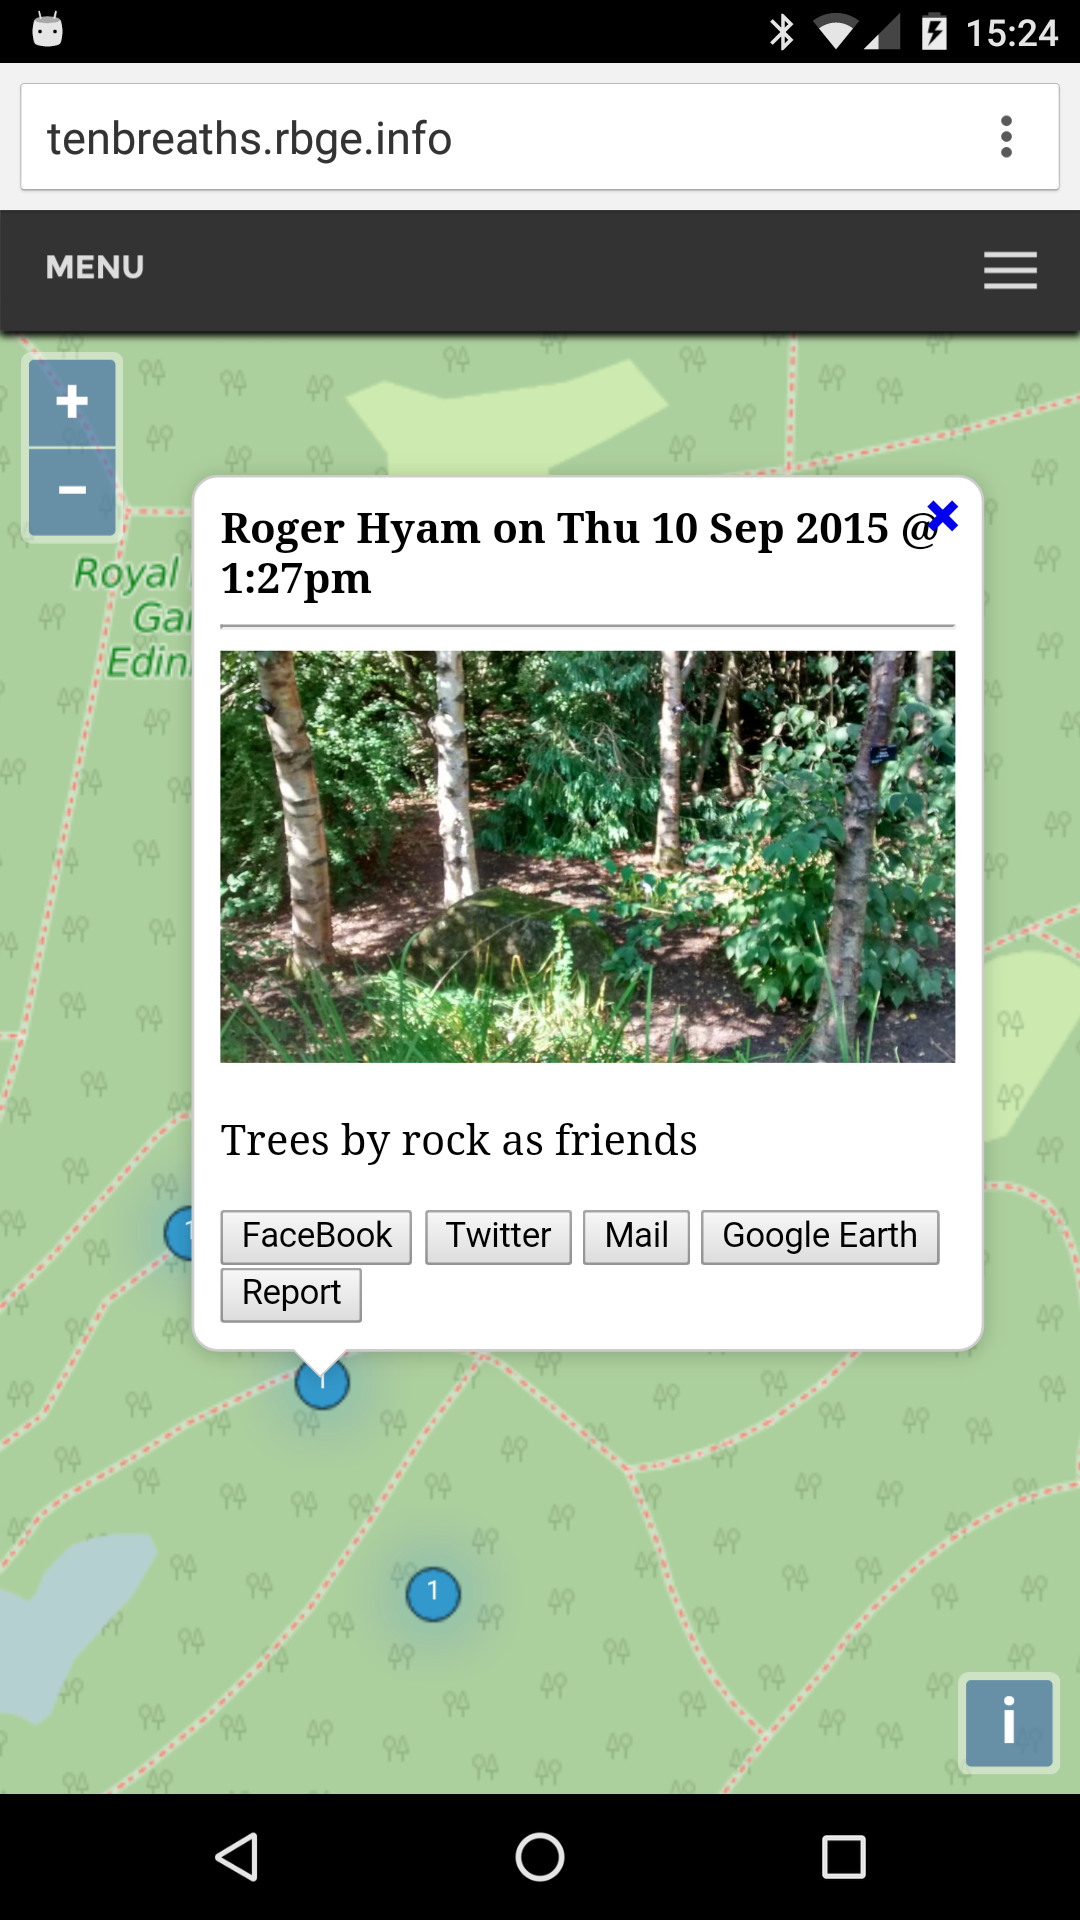 15:24
tenbreaths.rbge.info
MENU
+
−
Royal
Edin
Roger Hyam on Thu 10 Sep 2015 @
1:27pm
Trees by rock as friends
FaceBook Twitter Mail Google Earth
Report
1
1
1
i